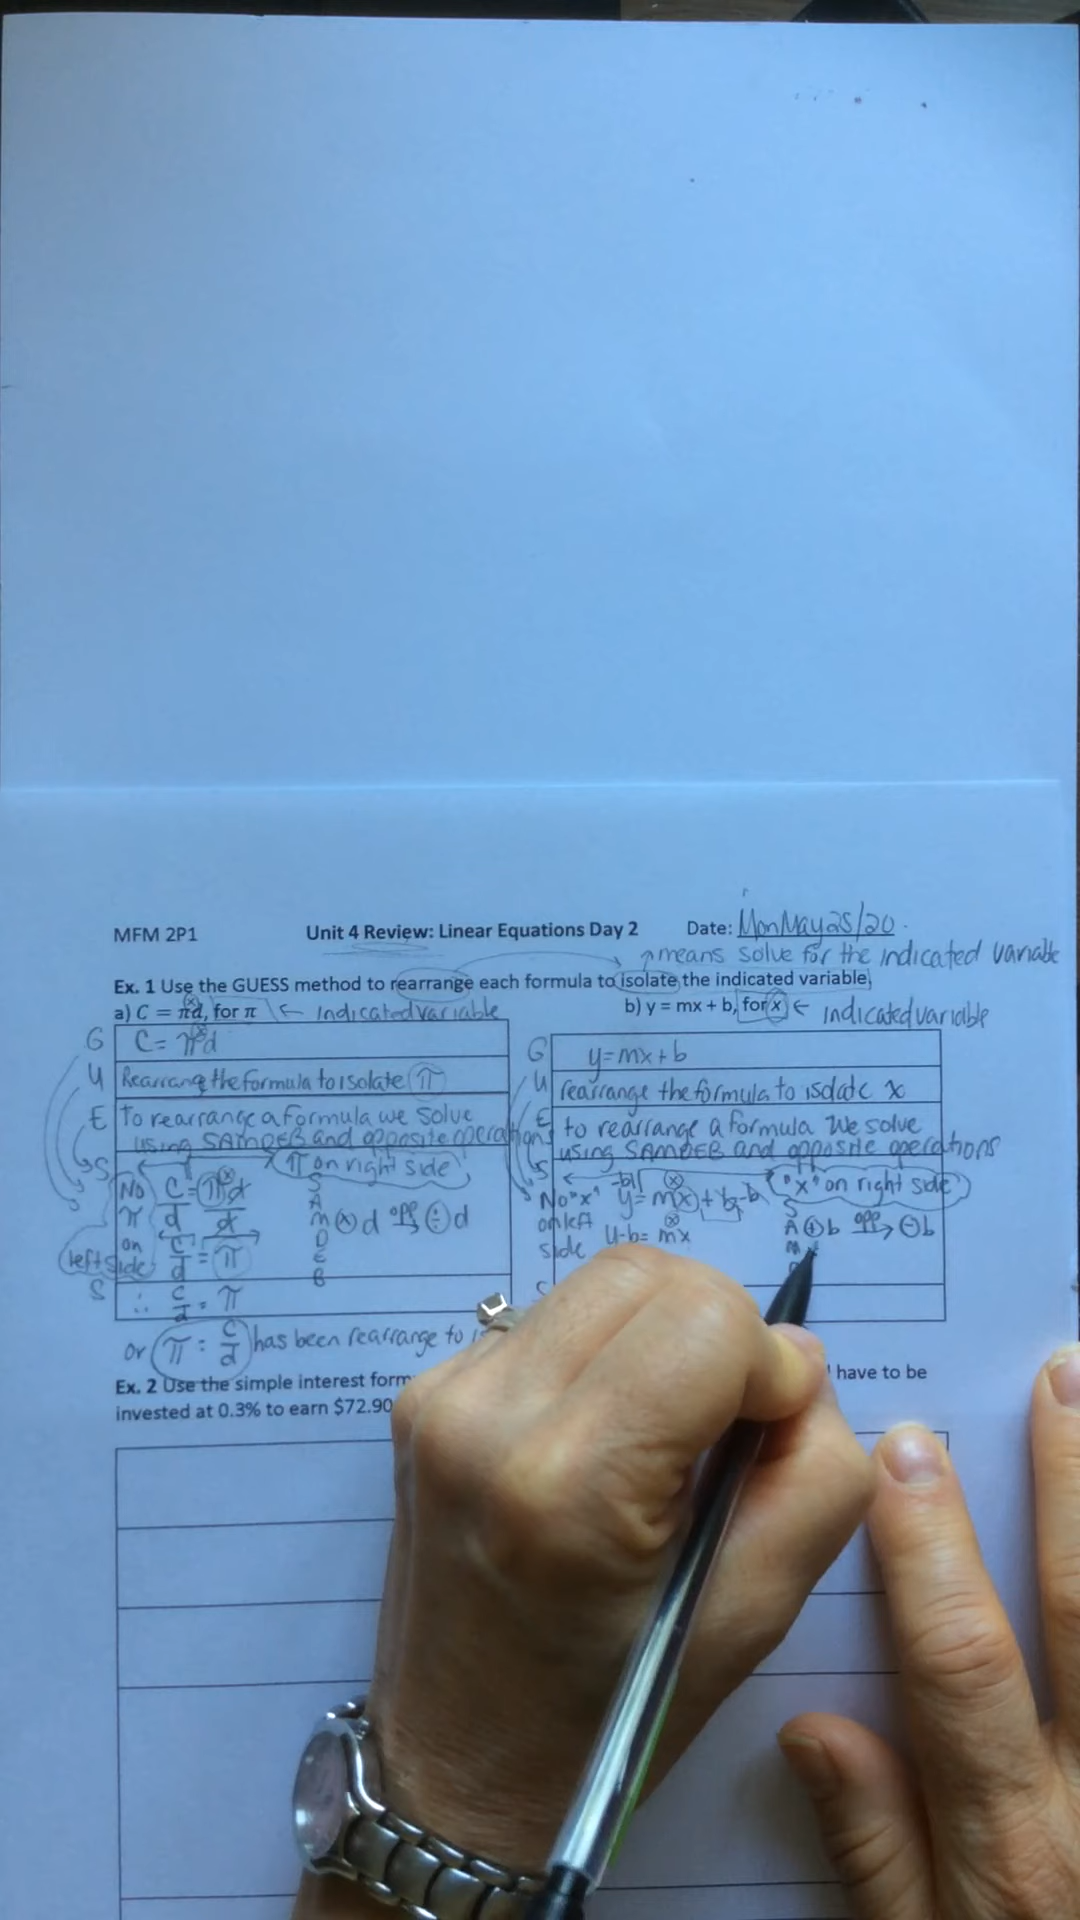 MFM 2P1 Unit 4 Review: Linear Equations Day 2 Date: Mon May 25/20.
means solve for the indicated variable
Ex. 1 Use the GUESS method to rearrange each formula to isolate the indicated variable
a) C = πd, for π ← indicated variable
G C = πd
U Rearrange the formula to isolate π
E To rearrange a formula we solve
using SAMDEB and opposite operations
S π on right side
No π on left side
C = πd
d d
C/d = π
S
A
M (x) d opp (÷) d
D
E
B
S ∴ C/d = π
or π = C/d has been rearrange to
b) y = mx + b, for x ← indicated variable
G y = mx + b
U rearrange the formula to isolate x
E to rearrange a formula we solve
using SAMDEB and opposite operations
S "x" on right side
No "x" on left side
-b y = m(x) + b - b
y - b = mx
S
A (+) b opp → (-) b
M
S
Ex. 2 Use the simple interest have to be
invested at 0.3% to earn $72.90